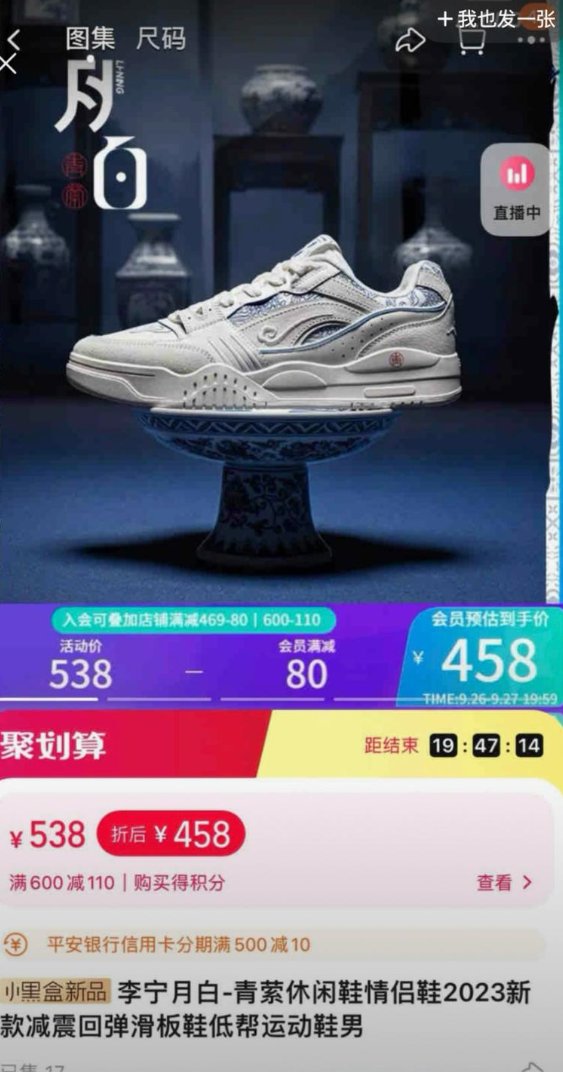 + 我也发一张
图集 尺码
月白
LI-NING
直播中
入会可叠加店铺满减469-80 | 600-110
活动价
538
—
会员满减
80
会员预估到手价
¥ 458
TIME:9.26-9.27 19:59
聚划算
距结束 19 : 47 : 14
¥538 折后 ¥458
满600减110 | 购买得积分
查看 >
平安银行信用卡分期满500减10
小黑盒新品 李宁月白-青萦休闲鞋情侣鞋2023新
款减震回弹滑板鞋低帮运动鞋男